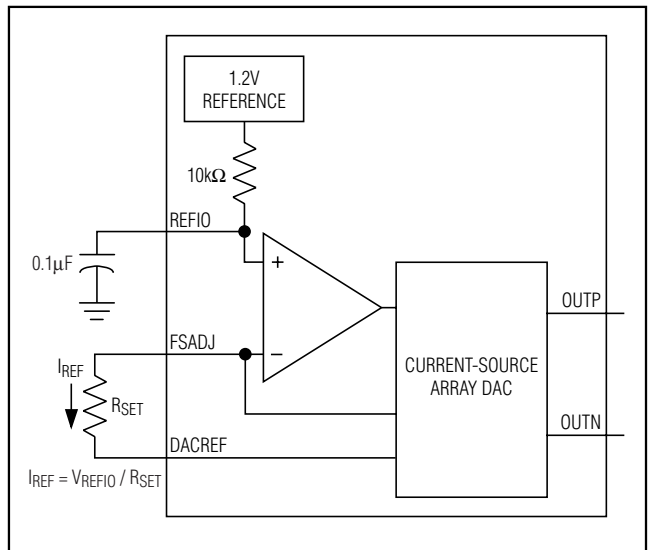 1.2V
REFERENCE
10kΩ
REFIO
0.1µF
+
FSADJ
−
IREF
RSET
DACREF
IREF = VREFIO / RSET
CURRENT-SOURCE
ARRAY DAC
OUTP
OUTN